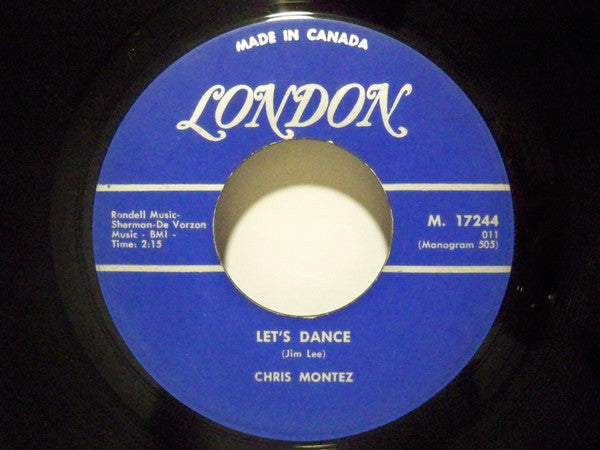 MADE IN CANADA
LONDON
Rondell Music-
Sherman-De Vorzon
Music - BMI -
Time: 2:15
M. 17244
011
(Monogram 505)
LET'S DANCE
(Jim Lee)
CHRIS MONTEZ